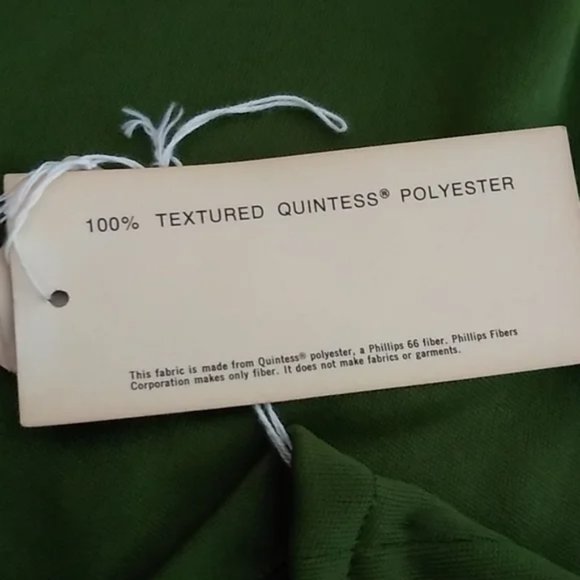 100% TEXTURED QUINTESS® POLYESTER
This fabric is made from Quintess® polyester, a Phillips 66 fiber. Phillips Fibers
Corporation makes only fiber. It does not make fabrics or garments.